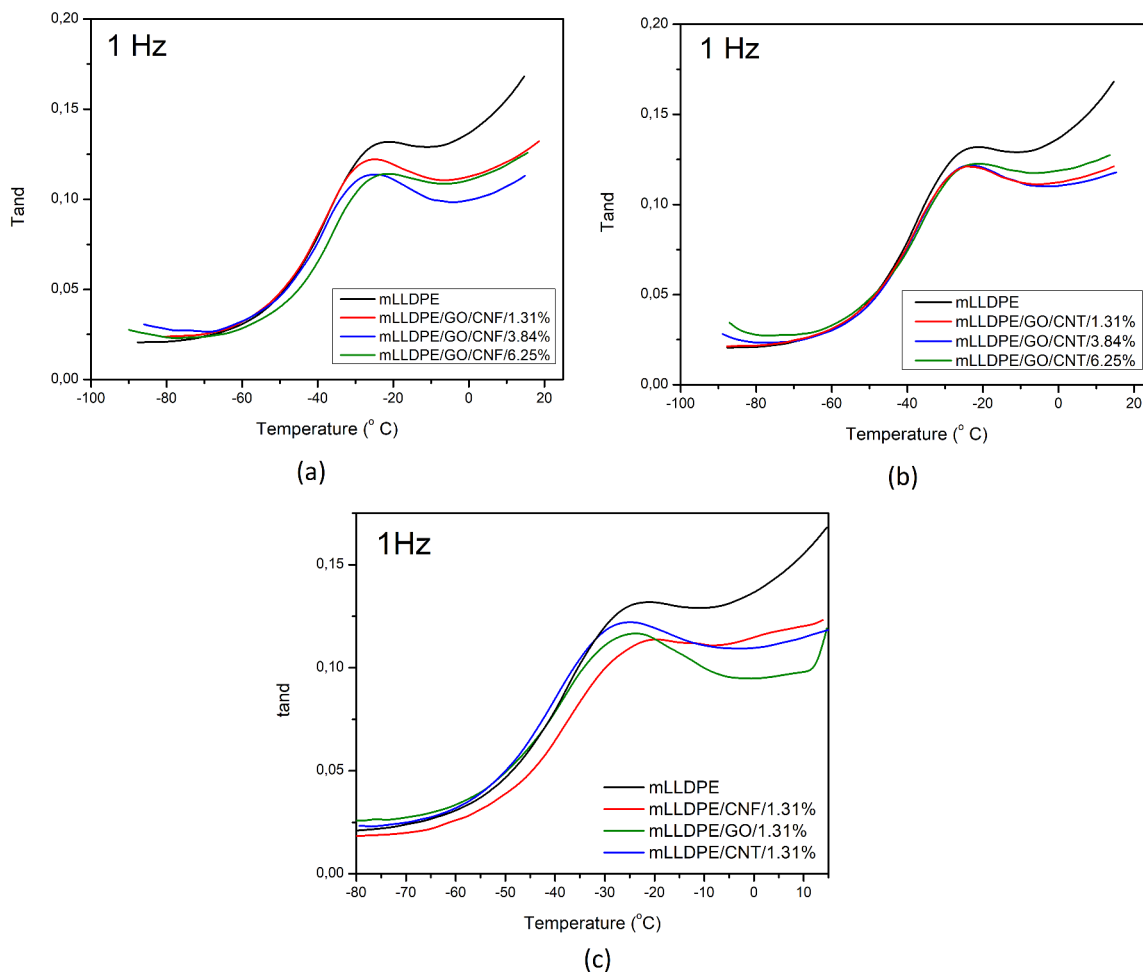 1 Hz
0,20
0,15
0,10
0,05
0,00
Tand
-100
-80
-60
-40
-20
0
20
Temperature (° C)
mLLDPE
mLLDPE/GO/CNF/1.31%
mLLDPE/GO/CNF/3.84%
mLLDPE/GO/CNF/6.25%
(a)
1 Hz
0,20
0,15
0,10
0,05
0,00
Tand
-100
-80
-60
-40
-20
0
20
Temperature (° C)
mLLDPE
mLLDPE/GO/CNT/1.31%
mLLDPE/GO/CNT/3.84%
mLLDPE/GO/CNT/6.25%
(b)
1Hz
0,15
0,10
0,05
0,00
tand
-80
-70
-60
-50
-40
-30
-20
-10
0
10
Temperature (°C)
mLLDPE
mLLDPE/CNF/1.31%
mLLDPE/GO/1.31%
mLLDPE/CNT/1.31%
(c)